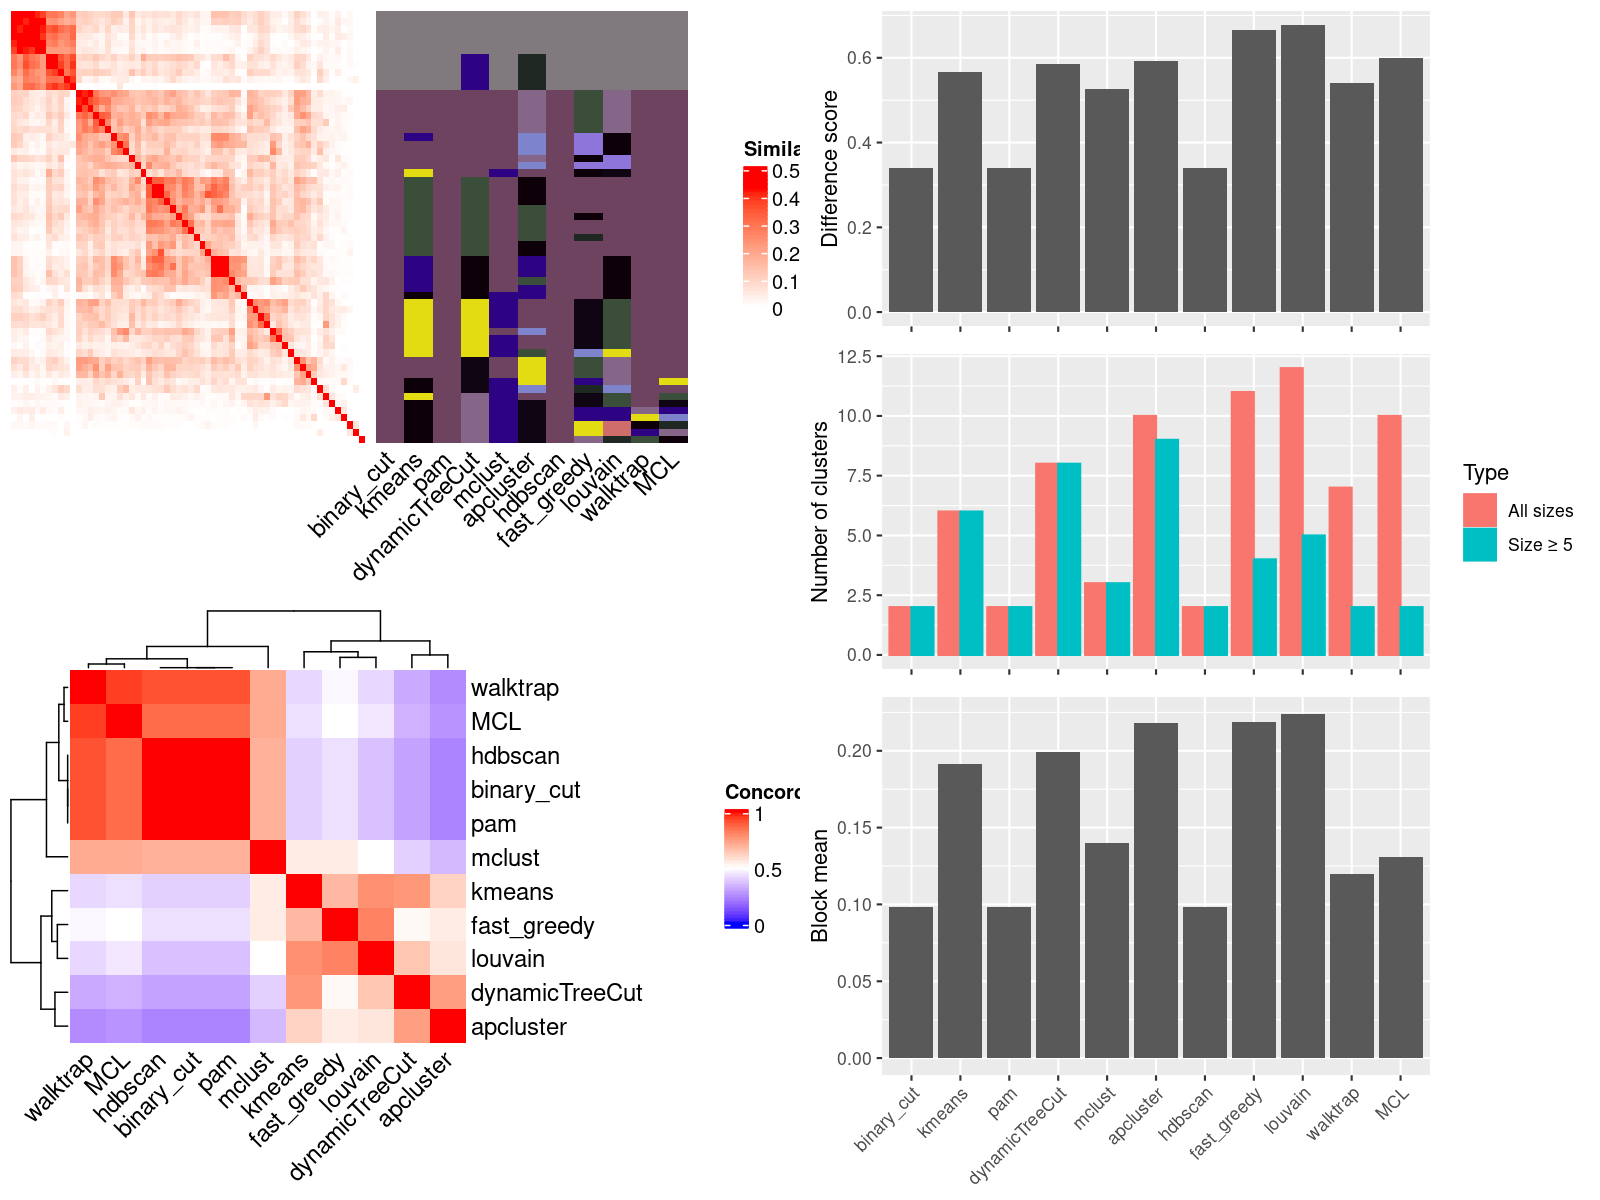 Simila
0.5
0.4
0.3
0.2
0.1
0
binary_cut
kmeans
pam
dynamicTreeCut
mclust
apcluster
hdbscan
fast_greedy
louvain
walktrap
MCL
walktrap
MCL
hdbscan
binary_cut
pam
mclust
kmeans
fast_greedy
louvain
dynamicTreeCut
apcluster
walktrap
MCL
hdbscan
binary_cut
pam
mclust
kmeans
fast_greedy
louvain
dynamicTreeCut
apcluster
Concord
1
0.5
0
Difference score
0.6
0.4
0.2
0.0
Number of clusters
12.5
10.0
7.5
5.0
2.5
0.0
Type
All sizes
Size ≥ 5
Block mean
0.20
0.15
0.10
0.05
0.00
binary_cut
kmeans
pam
dynamicTreeCut
mclust
apcluster
hdbscan
fast_greedy
louvain
walktrap
MCL